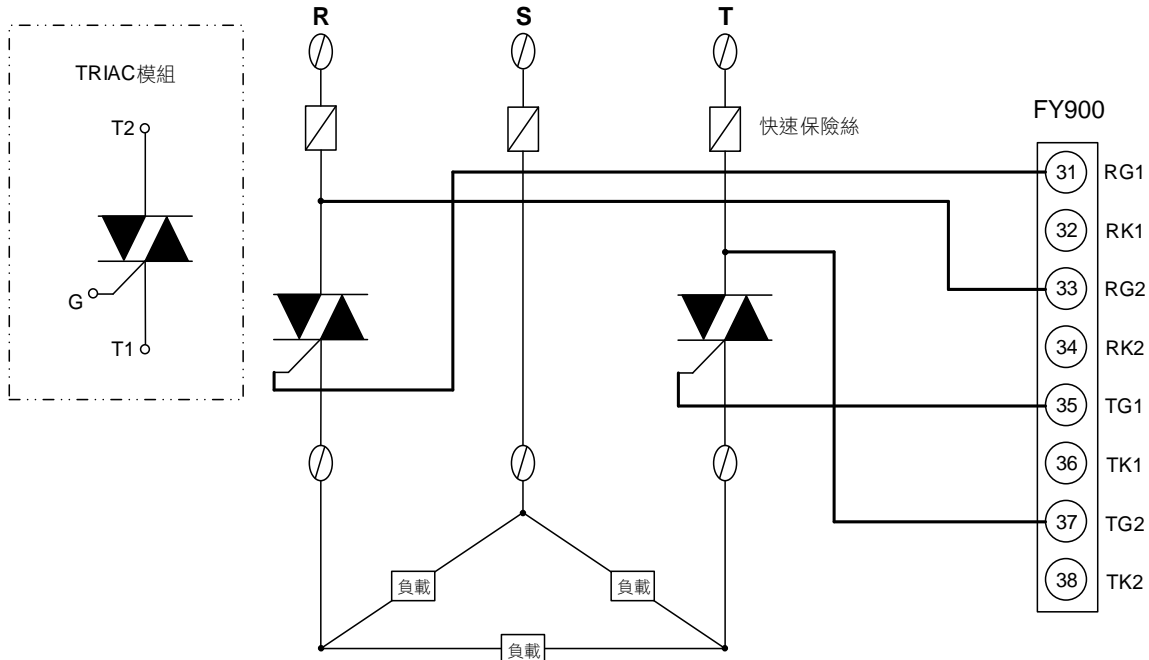 R
S
T
TRIAC模組
T2
G
T1
快速保險絲
FY900
31 RG1
32 RK1
33 RG2
34 RK2
35 TG1
36 TK1
37 TG2
38 TK2
負載
負載
負載